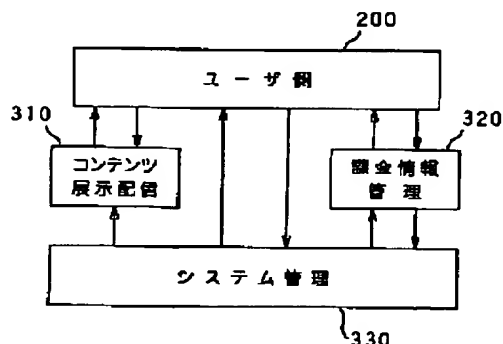 200
ユーザ側
310
320
コンテンツ
展示配信
課金情報
管理
システム管理
330